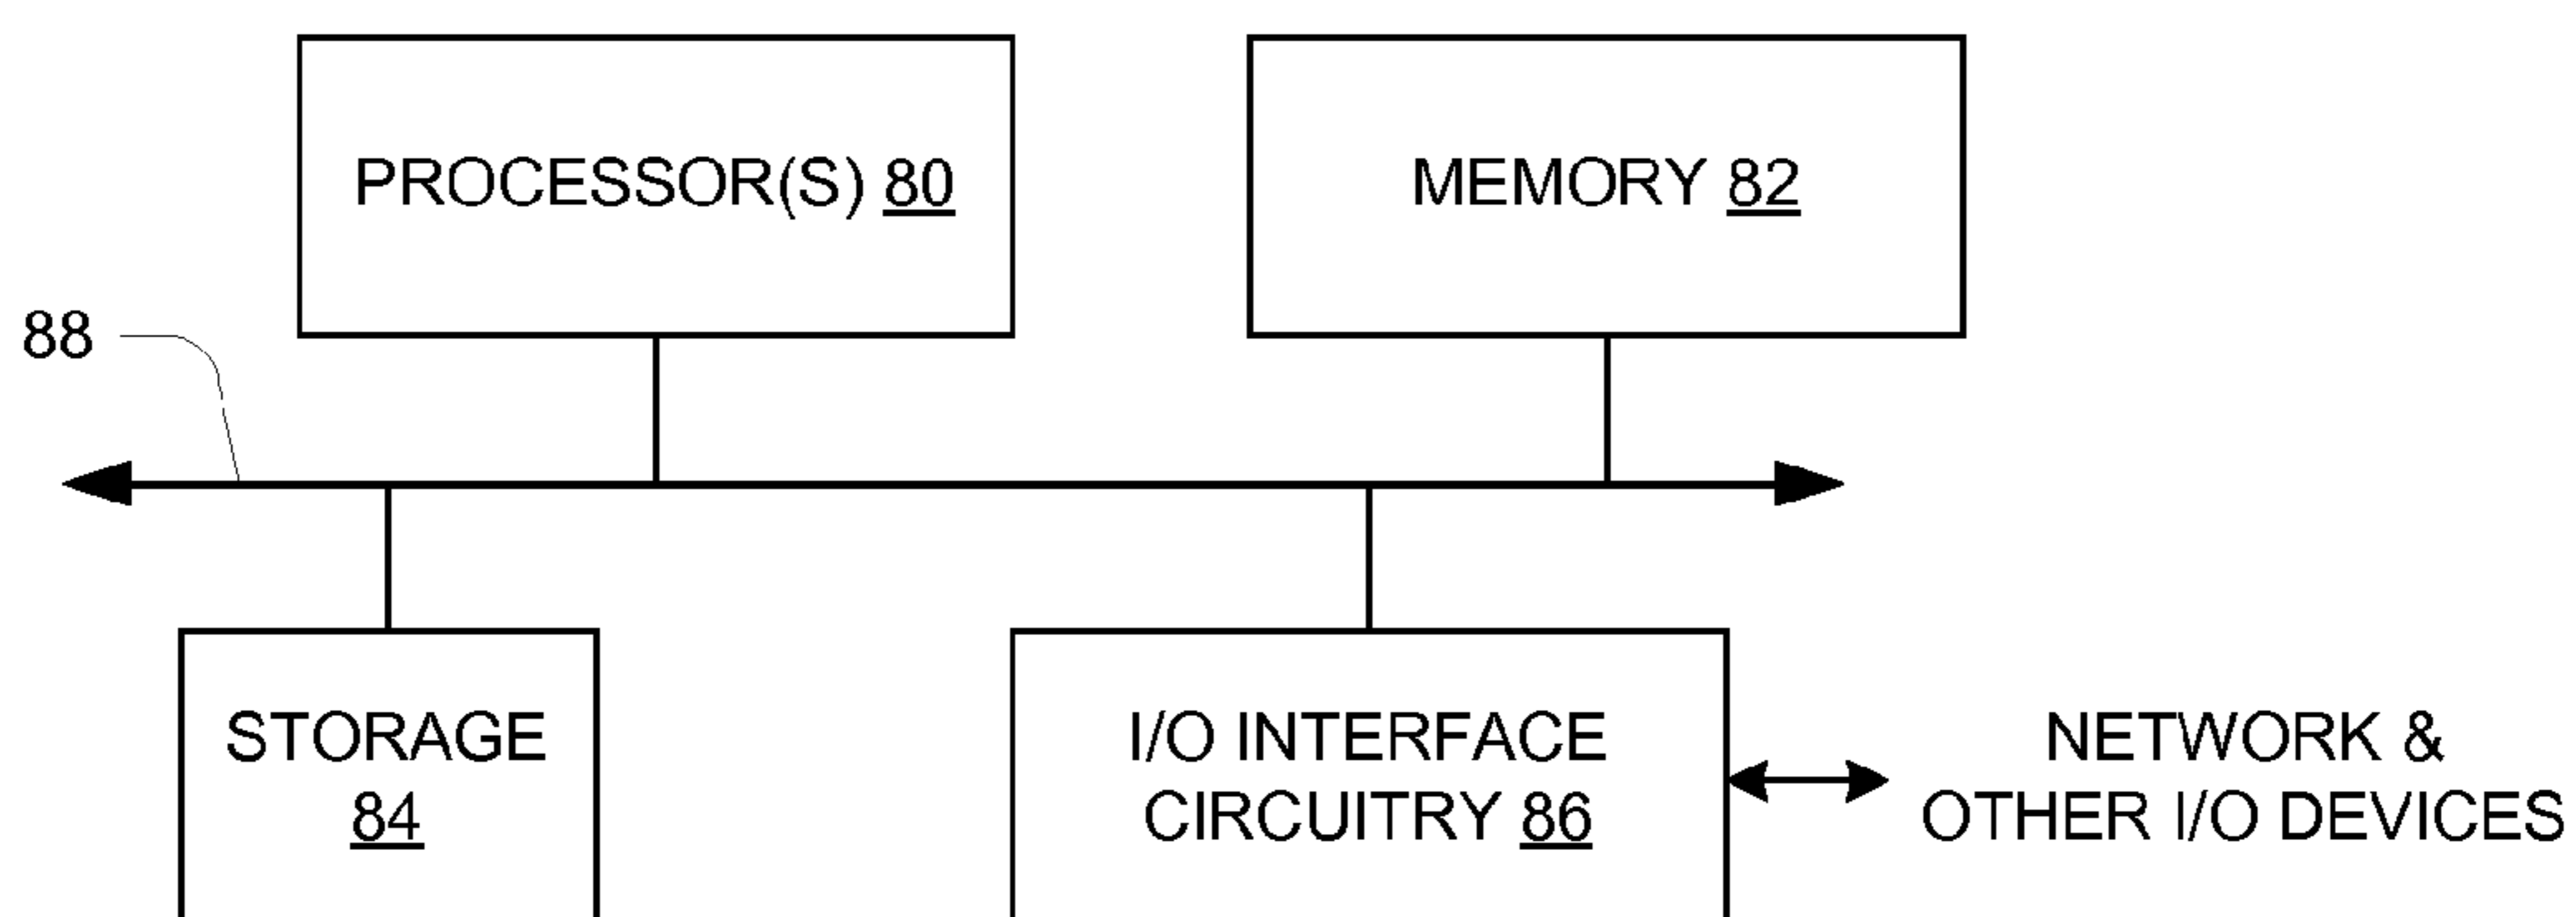 PROCESSOR(S) 80
MEMORY 82
88
STORAGE
84
I/O INTERFACE
CIRCUITRY 86
NETWORK &
OTHER I/O DEVICES